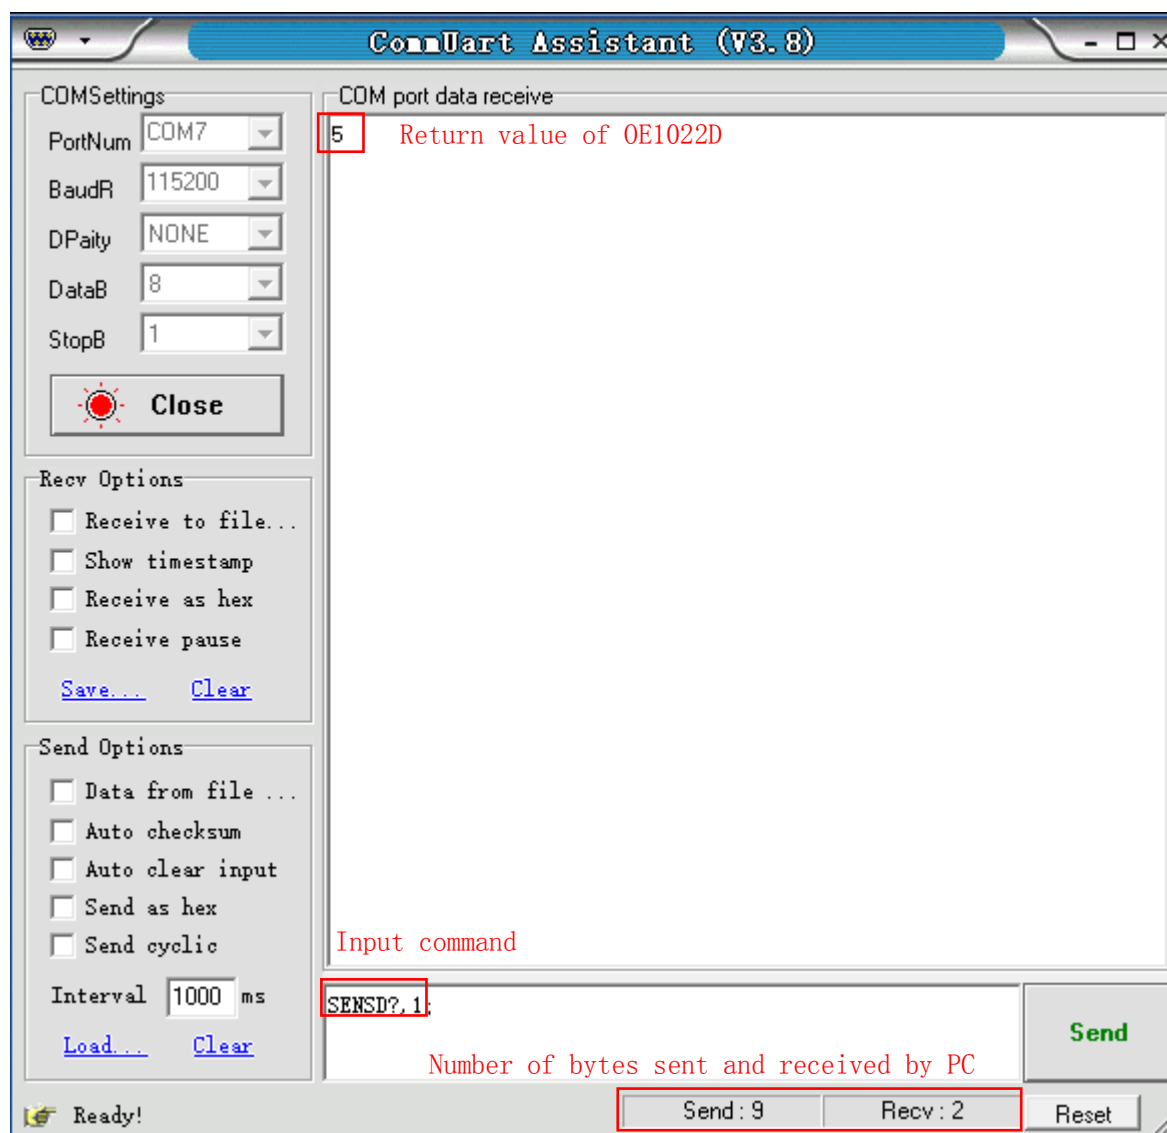 CommUart Assistant (V3.8)
COMSettings
PortNum COM7
BaudR 115200
DPaity NONE
DataB 8
StopB 1
Close
Recv Options
Receive to file...
Show timestamp
Receive as hex
Receive pause
Save... Clear
Send Options
Data from file ...
Auto checksum
Auto clear input
Send as hex
Send cyclic
Interval 1000 ms
Load... Clear
COM port data receive
5 Return value of OE1022D
Input command
SENSD?,1;
Number of bytes sent and received by PC
Send
Ready!
Send : 9 Recv : 2 Reset